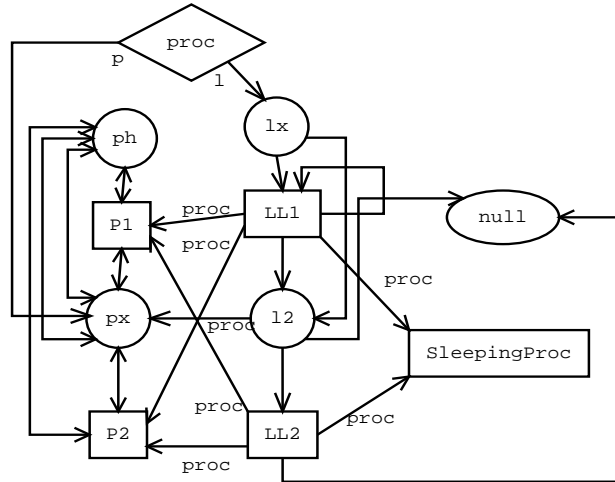 proc
p
l
ph
lx
proc
P1
LL1
null
proc
proc
px
proc
l2
SleepingProc
proc
proc
P2
LL2
proc